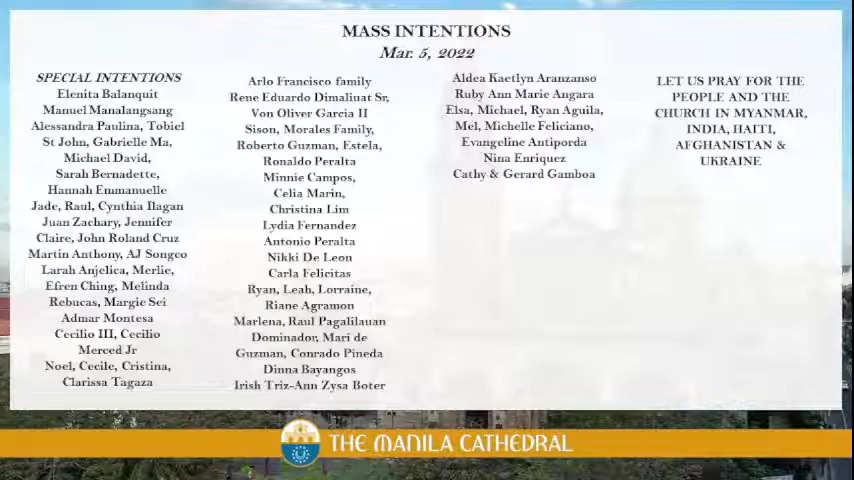 MASS INTENTIONS
Mar. 5, 2022
SPECIAL INTENTIONS
Elenita Balanquit
Manuel Manalangsang
Alessandra Paulina, Tobiel
St John, Gabrielle Ma,
Michael David,
Sarah Bernadette,
Hannah Emmanuelle
Jade, Raul, Cynthia Ilagan
Juan Zachary, Jennifer
Claire, John Roland Cruz
Martin Anthony, AJ Songco
Larah Anjelica, Merlie,
Efren Ching, Melinda
Rebucas, Margie Sei
Admar Montesa
Cecilio III, Cecilio
Merced Jr
Noel, Cecile, Cristina,
Clarissa Tagaza
Arlo Francisco family
Rene Eduardo Dimaliuat Sr,
Von Oliver Garcia II
Sison, Morales Family,
Roberto Guzman, Estela,
Ronaldo Peralta
Minnie Campos,
Celia Marin,
Christina Lim
Lydia Fernandez
Antonio Peralta
Nikki De Leon
Carla Felicitas
Ryan, Leah, Lorraine,
Riane Agramon
Marlena, Raul Pagalilauan
Dominador, Mari de
Guzman, Conrado Pineda
Dinna Bayangos
Irish Triz-Ann Zysa Boter
Aldea Kaetlyn Aranzanso
Ruby Ann Marie Angara
Elsa, Michael, Ryan Aguila,
Mel, Michelle Feliciano,
Evangeline Antiporda
Nina Enriquez
Cathy & Gerard Gamboa
LET US PRAY FOR THE
PEOPLE AND THE
CHURCH IN MYANMAR,
INDIA, HAITI,
AFGHANISTAN &
UKRAINE
THE MANILA CATHEDRAL